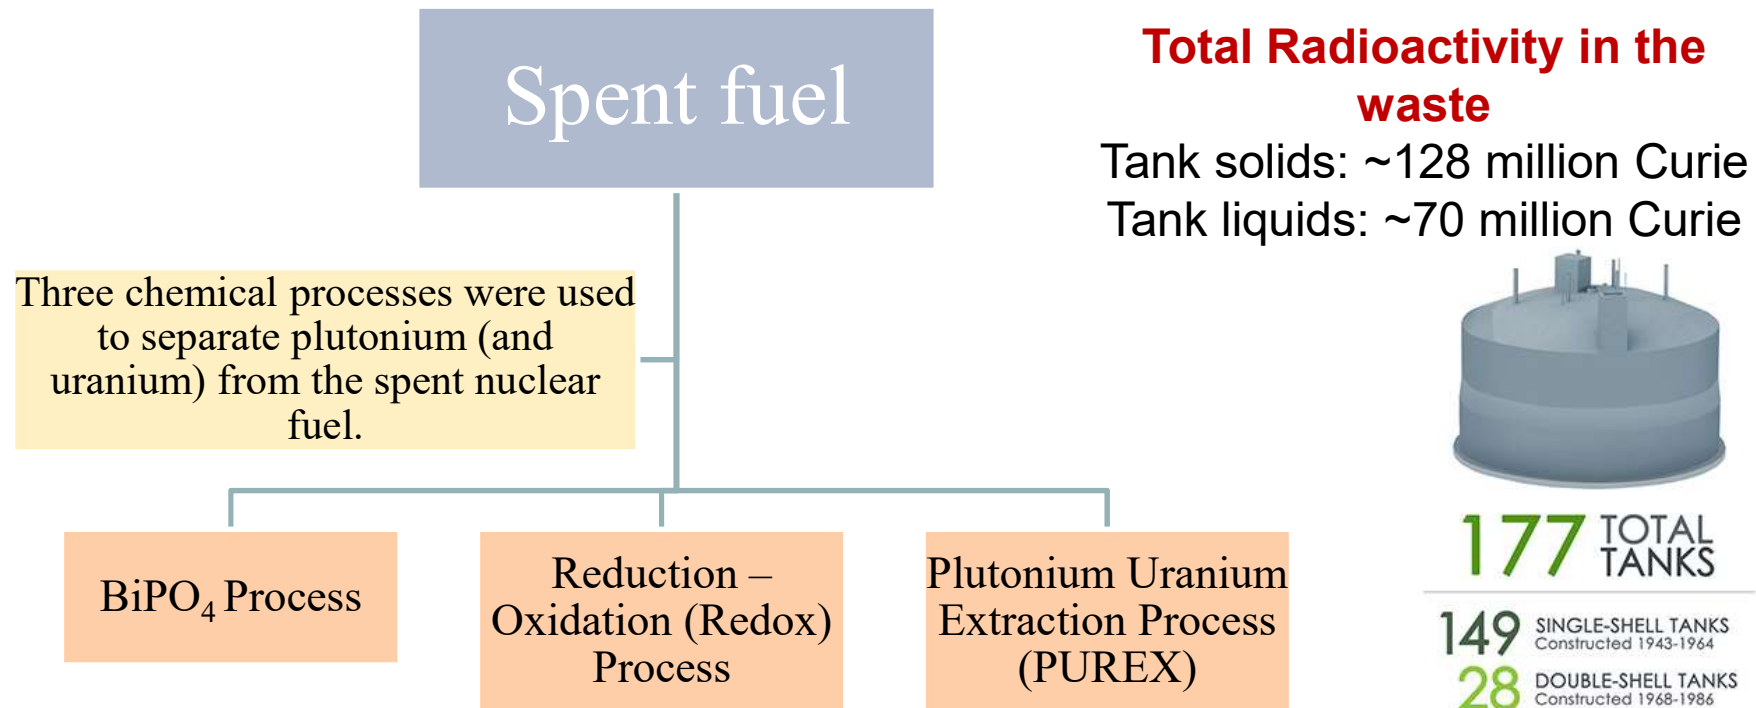 Spent fuel
Three chemical processes were used
to separate plutonium (and
uranium) from the spent nuclear
fuel.
BiPO₄ Process
Reduction –
Oxidation (Redox)
Process
Plutonium Uranium
Extraction Process
(PUREX)
Total Radioactivity in the
waste
Tank solids: ~128 million Curie
Tank liquids: ~70 million Curie
177 TOTAL
TANKS
149 SINGLE-SHELL TANKS
Constructed 1943-1964
28 DOUBLE-SHELL TANKS
Constructed 1968-1986